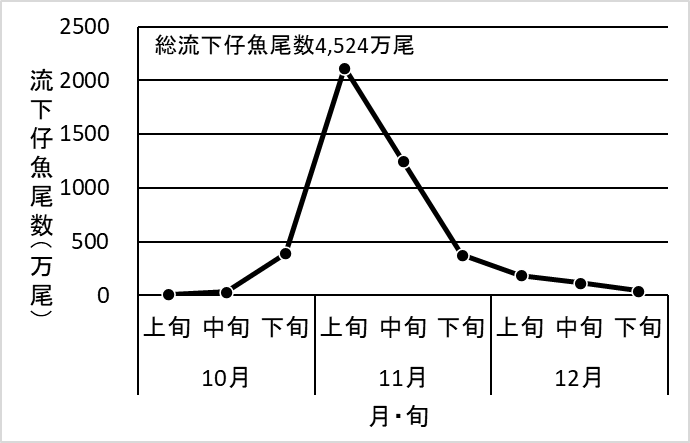 総流下仔魚尾数4,524万尾
流下仔魚尾数(万尾)
2500
2000
1500
1000
500
0
上旬 中旬 下旬 上旬 中旬 下旬 上旬 中旬 下旬
10月 11月 12月
月・旬